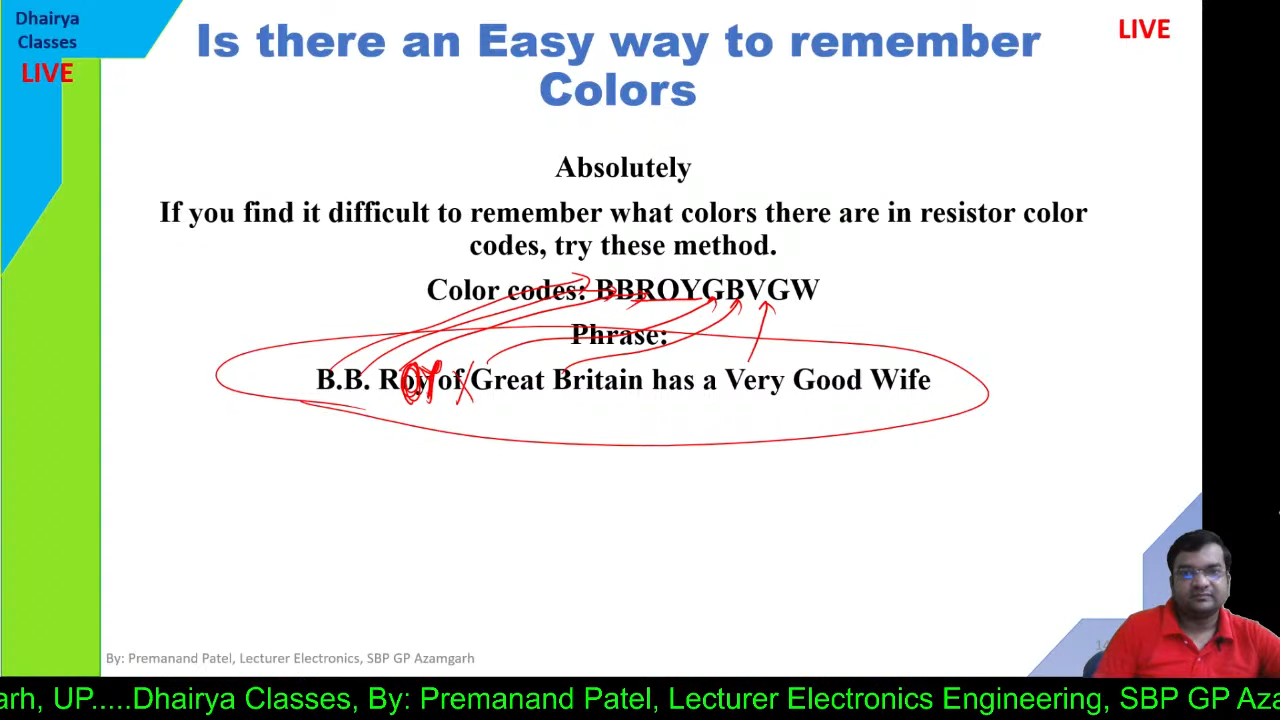 Dhairya
Classes
LIVE
Is there an Easy way to remember
Colors
LIVE
Absolutely
If you find it difficult to remember what colors there are in resistor color
codes, try these method.
Color codes: BBROYGBVGW
Phrase:
B.B. Roy of Great Britain has a Very Good Wife
By: Premanand Patel, Lecturer Electronics, SBP GP Azamgarh
arh, UP.....Dhairya Classes, By: Premanand Patel, Lecturer Electronics Engineering, SBP GP Aza